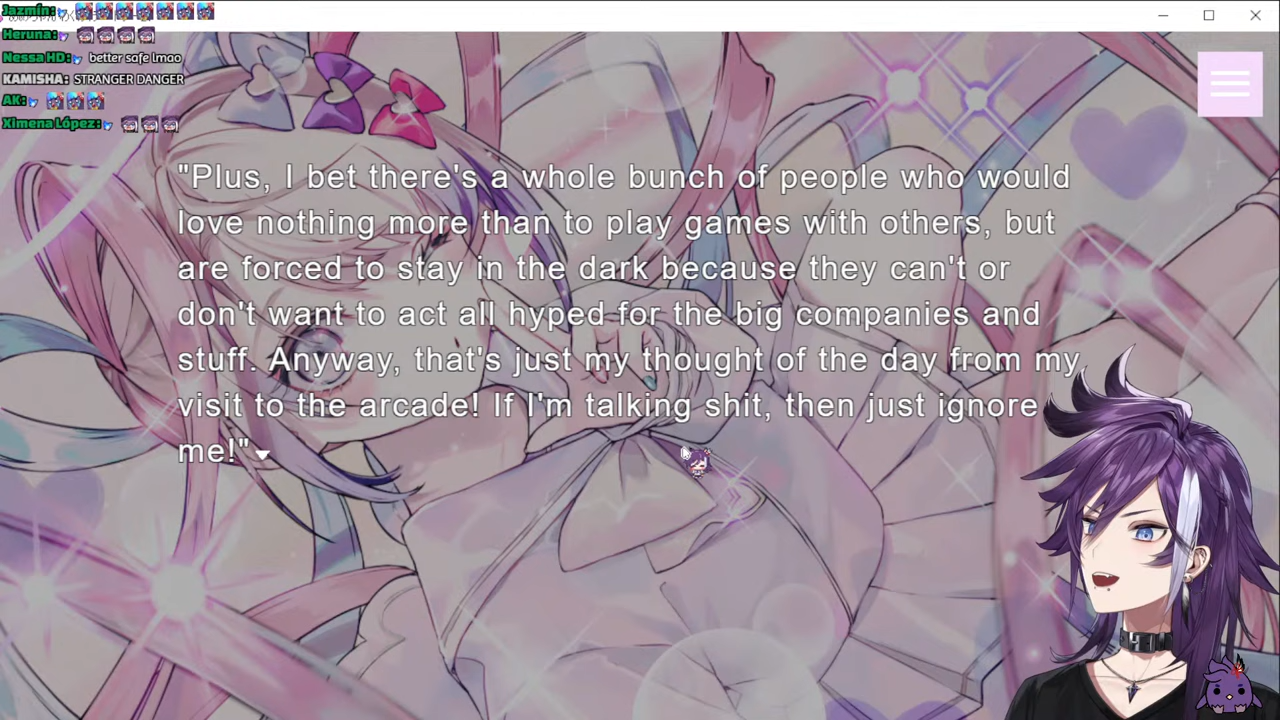 Jazmín:
Heruna:
Nessa HD: better safe lmao
KAMISHA: STRANGER DANGER
AK:
Ximena López:
"Plus, I bet there's a whole bunch of people who would
love nothing more than to play games with others, but
are forced to stay in the dark because they can't or
don't want to act all hyped for the big companies and
stuff. Anyway, that's just my thought of the day from my
visit to the arcade! If I'm talking shit, then just ignore
me!"